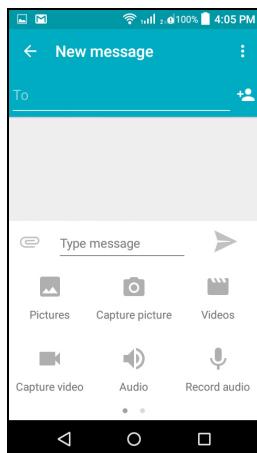 100% 4:05 PM
New message
To
Type message
Pictures Capture picture Videos
Capture video Audio Record audio